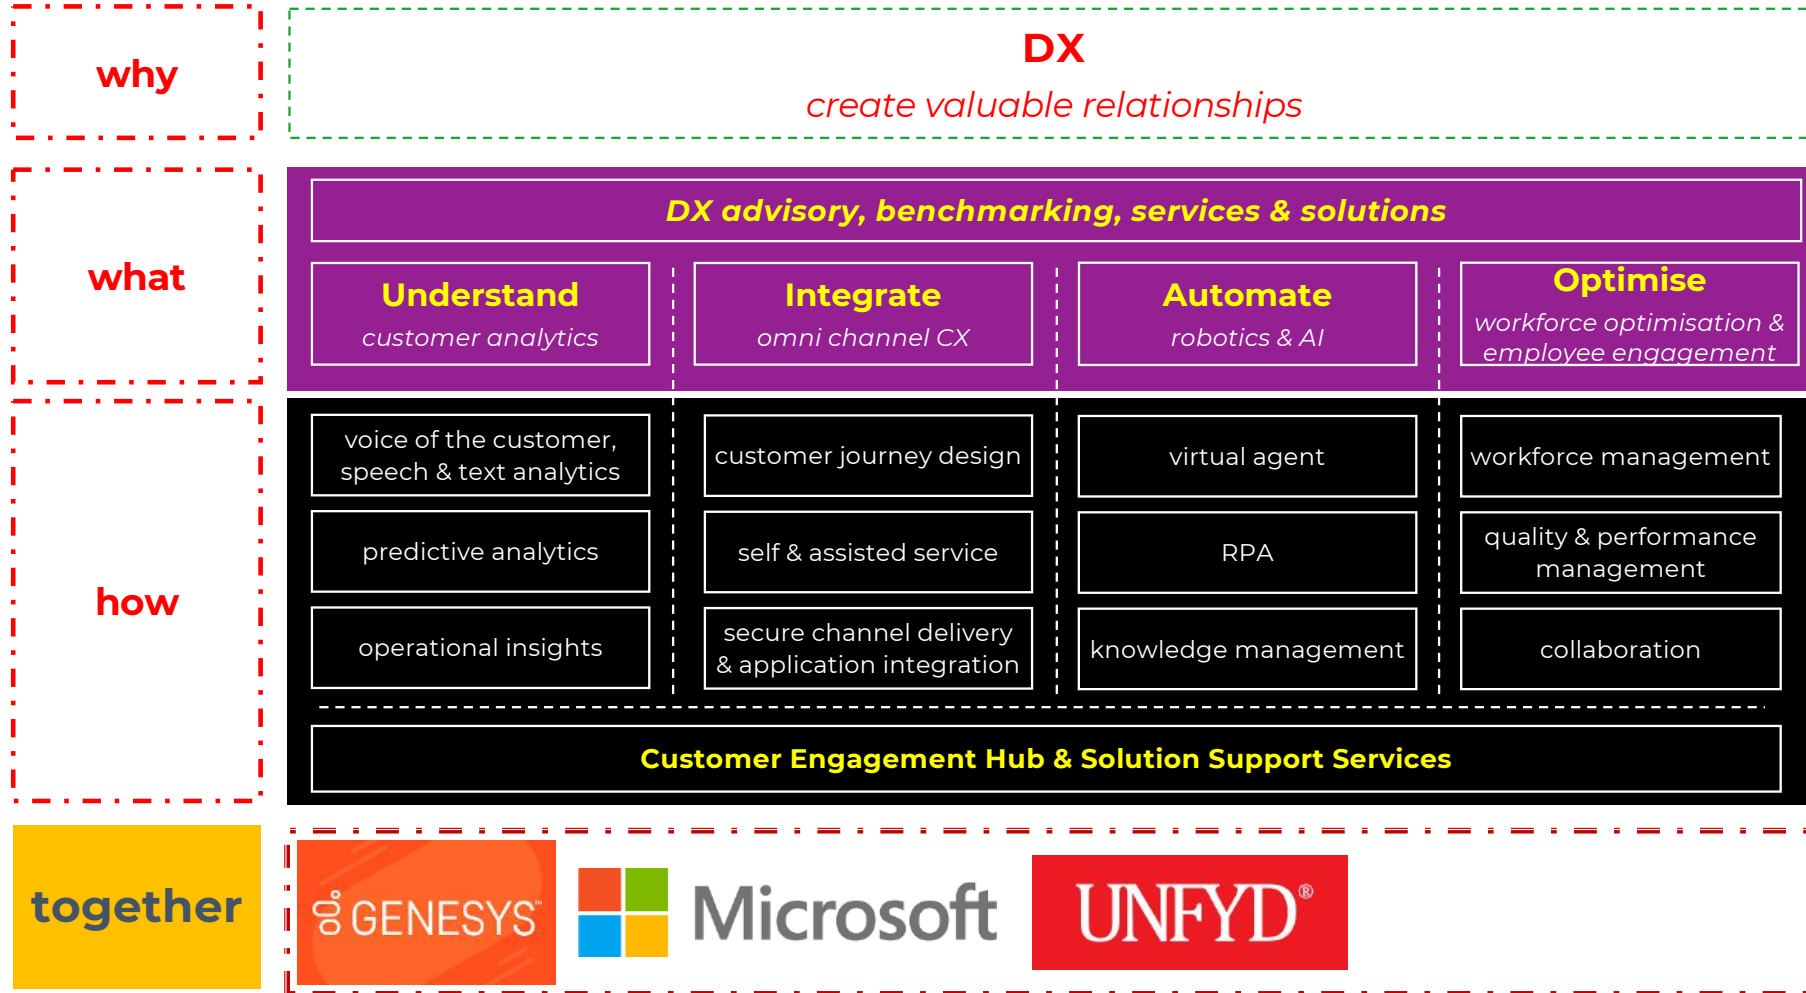 why
DX
create valuable relationships
what
DX advisory, benchmarking, services & solutions
Understand
customer analytics
Integrate
omni channel CX
Automate
robotics & AI
Optimise
workforce optimisation &
employee engagement
how
voice of the customer,
speech & text analytics
customer journey design
virtual agent
workforce management
predictive analytics
self & assisted service
RPA
quality & performance
management
operational insights
secure channel delivery
& application integration
knowledge management
collaboration
Customer Engagement Hub & Solution Support Services
together
GENESYS™
Microsoft
UNFYD®